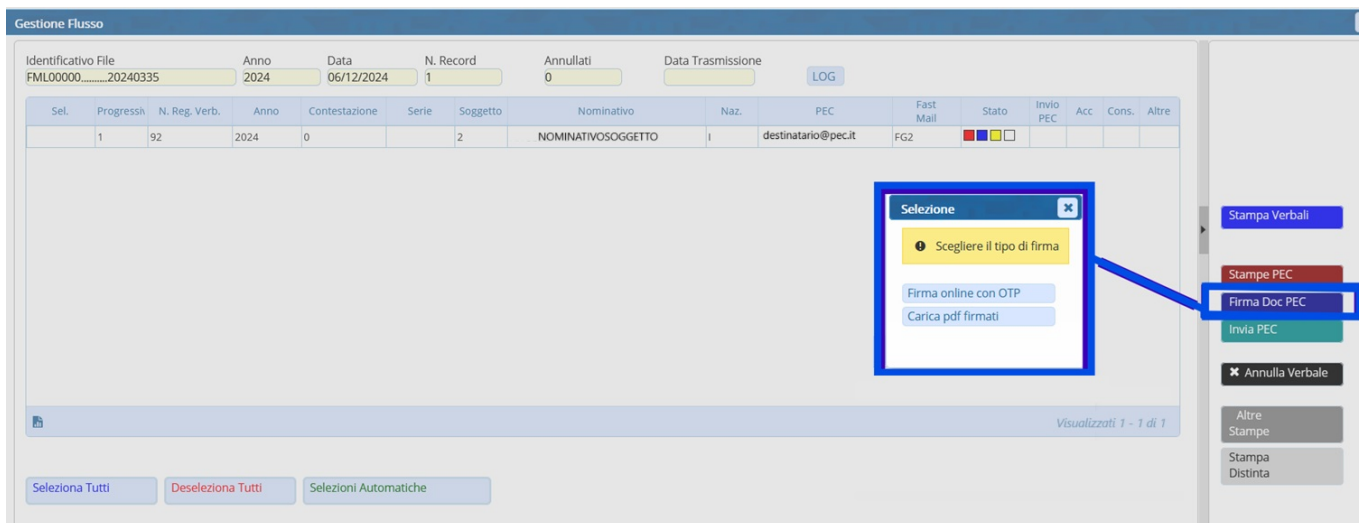 Gestione Flusso
Identificativo File Anno Data N. Record Annullati Data Trasmissione
FML00000..........20240335 2024 06/12/2024 1 0 LOG
Sel. Progressiv N. Reg. Verb. Anno Contestazione Serie Soggetto Nominativo Naz. PEC Fast Mail Stato Invio PEC Acc Cons. Altre
1 92 2024 0 2 NOMINATIVOSOGGETTO I destinatario@pec.it FG2
Selezione
Scegliere il tipo di firma
Firma online con OTP
Carica pdf firmati
Visualizzati 1 - 1 di 1
Seleziona Tutti Deseleziona Tutti Selezioni Automatiche
Stampa Verbali
Stampe PEC
Firma Doc PEC
Invia PEC
Annulla Verbale
Altre
Stampe
Stampa
Distinta